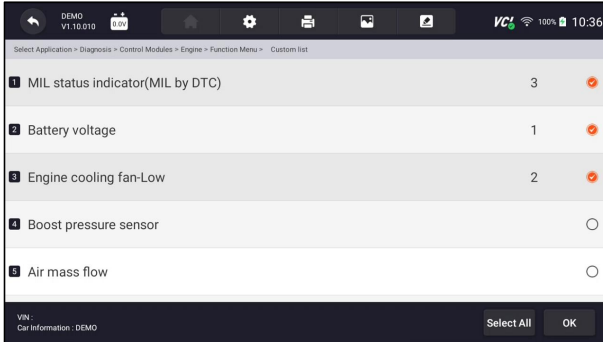 DEMO
V1.10.010
0.0V
VC!
100%
10:36
Select Application > Diagnosis > Control Modules > Engine > Function Menu > Custom list
1 MIL status indicator(MIL by DTC) 3
2 Battery voltage 1
3 Engine cooling fan-Low 2
4 Boost pressure sensor
5 Air mass flow
VIN :
Car Information : DEMO
Select All
OK